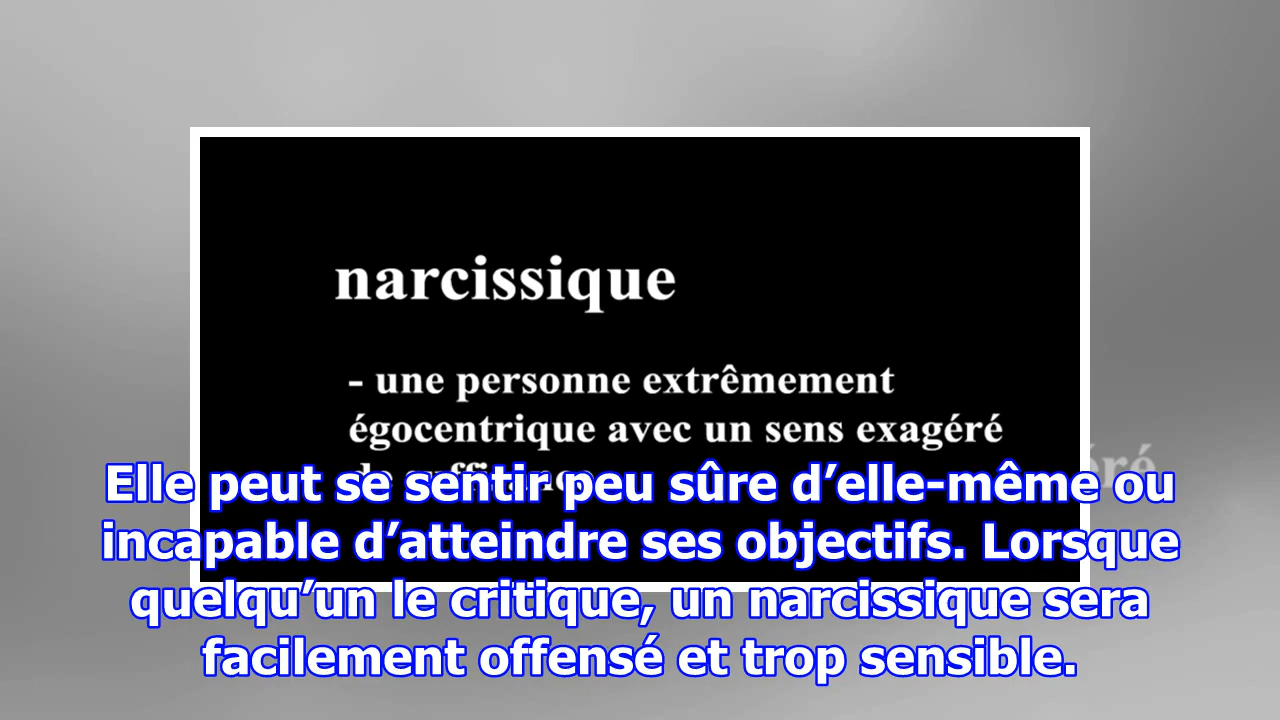 narcissique
- une personne extrêmement
égocentrique avec un sens exagéré
Elle peut se sentir peu sûre d’elle-même ou
incapable d’atteindre ses objectifs. Lorsque
quelqu’un le critique, un narcissique sera
facilement offensé et trop sensible.